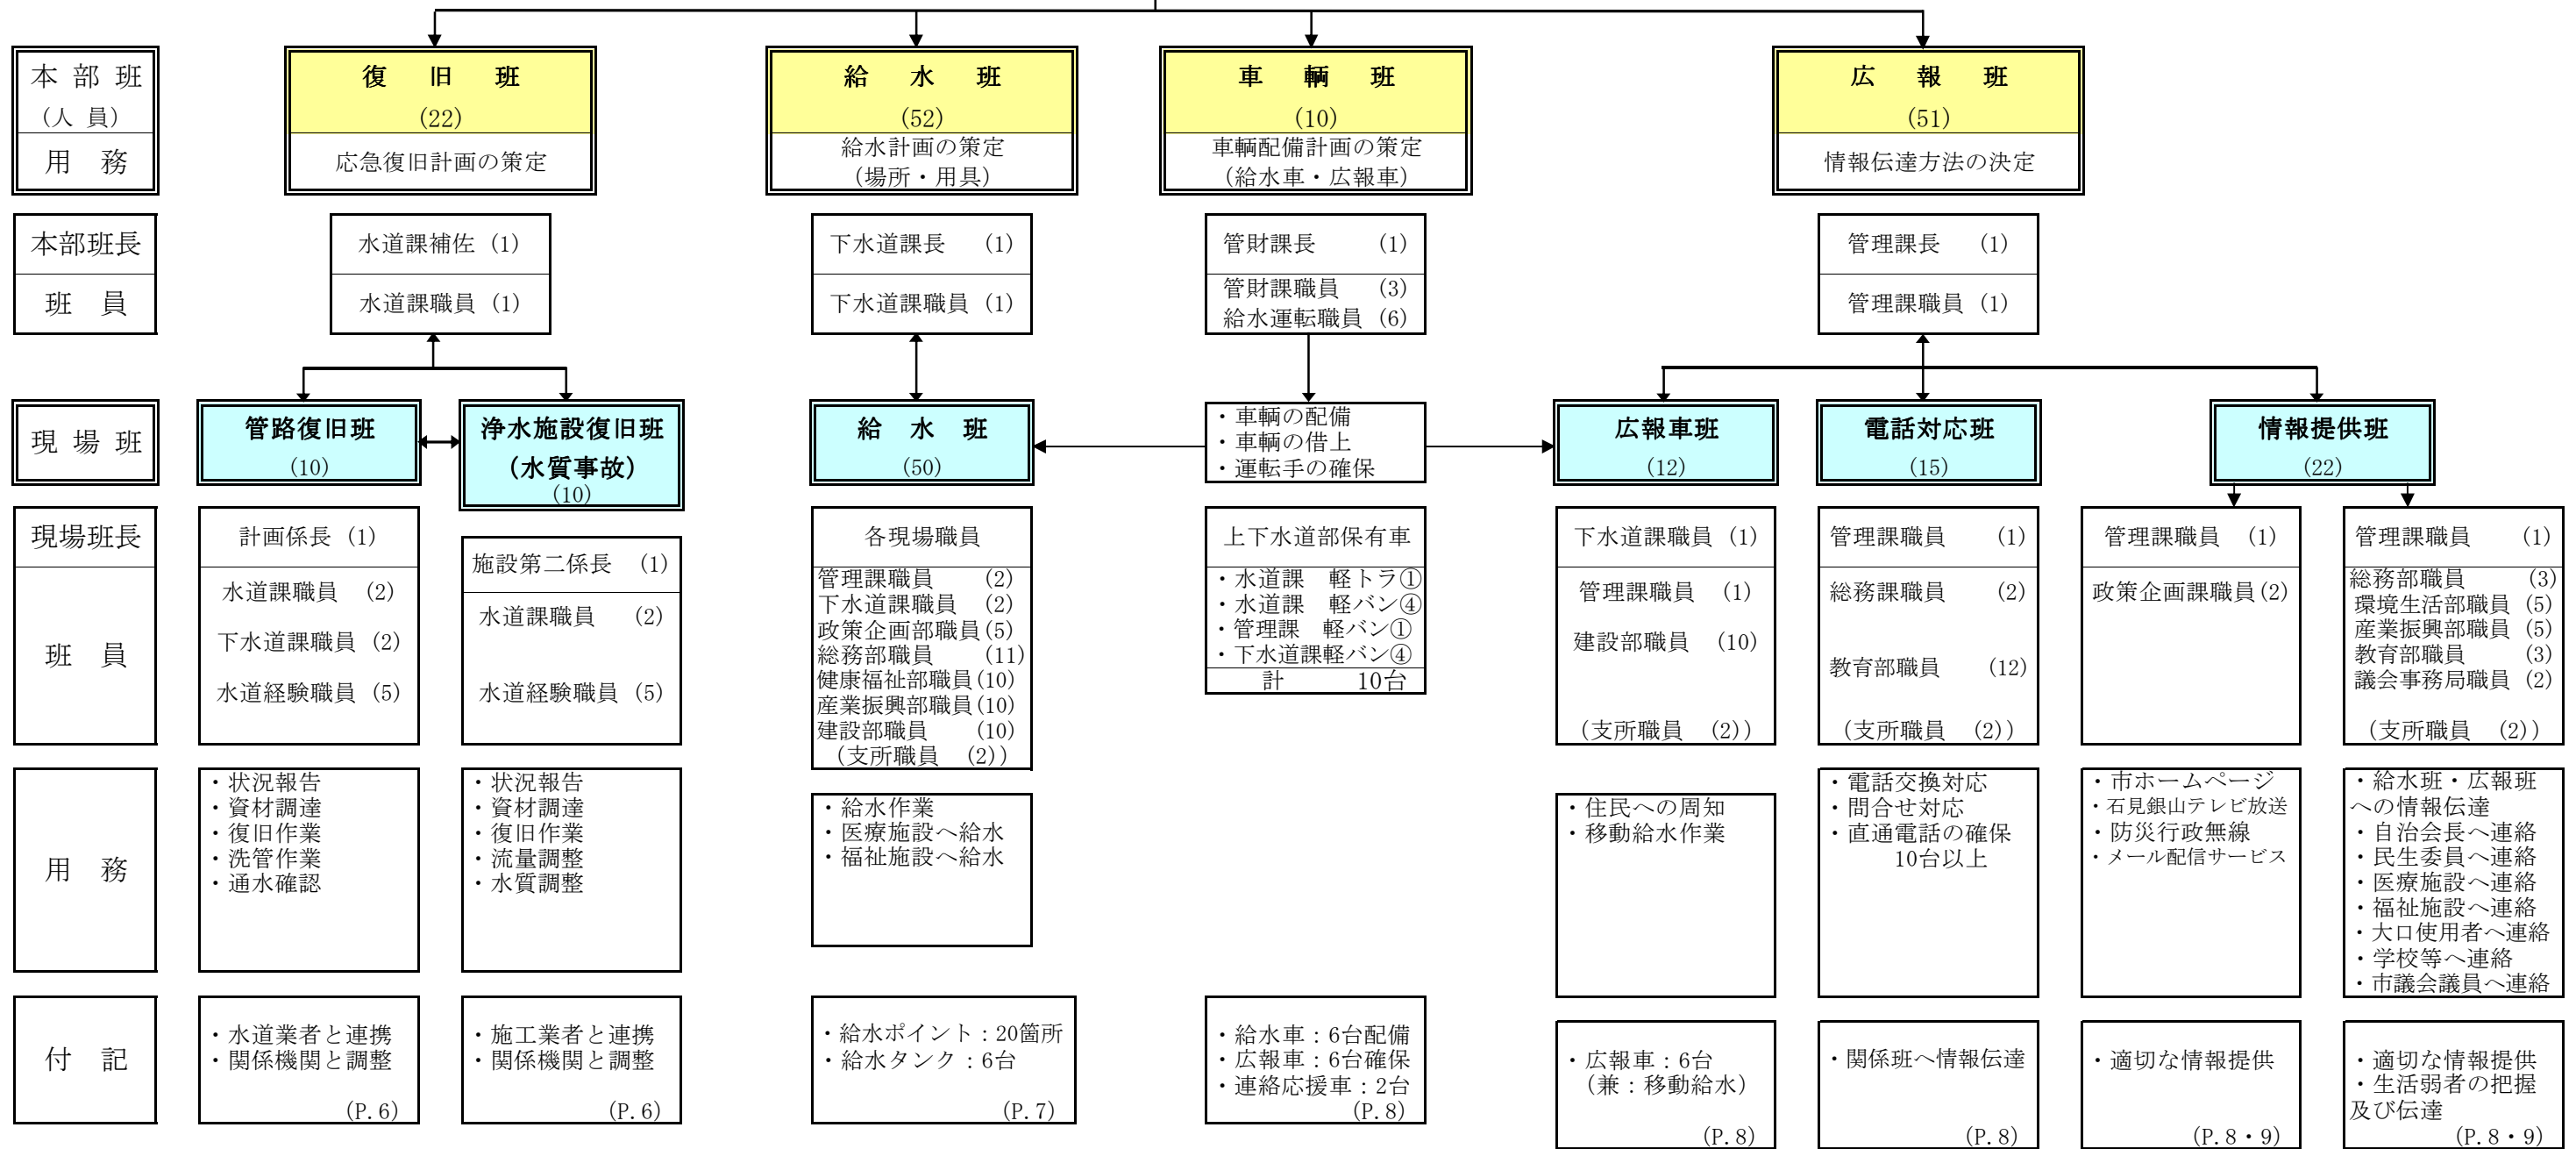 本 部 班
（人 員）
用　務
復　旧　班
(22)
応急復旧計画の策定
給　水　班
(52)
給水計画の策定
（場所・用具）
車　輌　班
(10)
車輌配備計画の策定
（給水車・広報車）
広　報　班
(51)
情報伝達方法の決定
本部班長
班　員
水道課補佐 (1)
水道課職員 (1)
下水道課長　(1)
下水道課職員 (1)
管財課長　(1)
管財課職員　(3)
給水運転職員 (6)
管理課長　(1)
管理課職員 (1)
現 場 班
管路復旧班
(10)
浄水施設復旧班
（水質事故）
(10)
給　水　班
(50)
・車輌の配備
・車輌の借上
・運転手の確保
広報車班
(12)
電話対応班
(15)
情報提供班
(22)
現場班長
班　員
計画係長 (1)
水道課職員　(2)
下水道課職員 (2)
水道経験職員 (5)
施設第二係長　(1)
水道課職員　(2)
水道経験職員 (5)
各現場職員
管理課職員　(2)
下水道課職員　(2)
政策企画部職員(5)
総務部職員　(11)
健康福祉部職員(10)
産業振興部職員(10)
建設部職員　(10)
（支所職員　(2)）
上下水道部保有車
・水道課　軽トラ①
・水道課　軽バン④
・管理課　軽バン①
・下水道課軽バン④
計　10台
下水道課職員 (1)
管理課職員　(1)
建設部職員　(10)
（支所職員　(2)）
管理課職員　(1)
総務課職員　(2)
教育部職員　(12)
（支所職員　(2)）
管理課職員　(1)
政策企画課職員(2)
管理課職員　(1)
総務部職員　(3)
環境生活部職員 (5)
産業振興部職員 (5)
教育部職員　(3)
議会事務局職員 (2)
（支所職員　(2)）
用　務
・状況報告
・資材調達
・復旧作業
・洗管作業
・通水確認
・状況報告
・資材調達
・復旧作業
・流量調整
・水質調整
・給水作業
・医療施設へ給水
・福祉施設へ給水
・住民への周知
・移動給水作業
・電話交換対応
・問合せ対応
・直通電話の確保
10台以上
・市ホームページ
・石見銀山テレビ放送
・防災行政無線
・メール配信サービス
・給水班・広報班
への情報伝達
・自治会長へ連絡
・民生委員へ連絡
・医療施設へ連絡
・福祉施設へ連絡
・大口使用者へ連絡
・学校等へ連絡
・市議会議員へ連絡
付　記
・水道業者と連携
・関係機関と調整
(P.6)
・施工業者と連携
・関係機関と調整
(P.6)
・給水ポイント：20箇所
・給水タンク：6台
(P.7)
・給水車：6台配備
・広報車：6台確保
・連絡応援車：2台
(P.8)
・広報車：6台
（兼：移動給水）
(P.8)
・関係班へ情報伝達
(P.8)
・適切な情報提供
(P.8・9)
・適切な情報提供
・生活弱者の把握
及び伝達
(P.8・9)